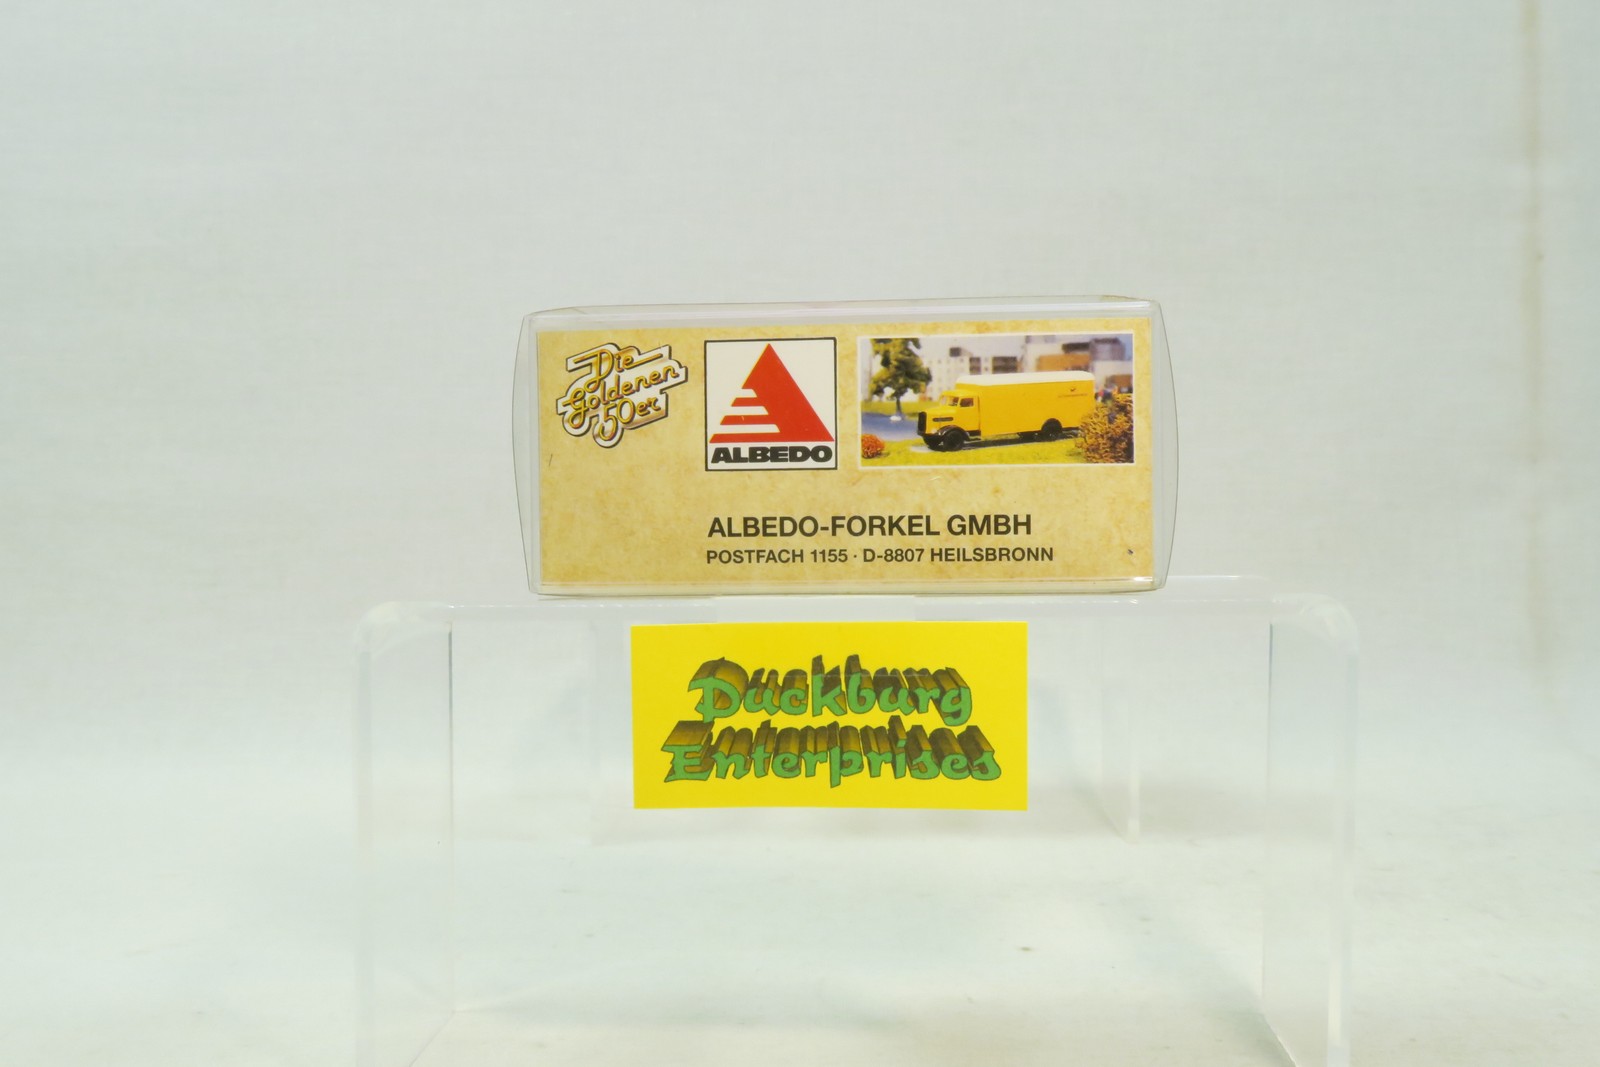 Die
Goldenen
50er
ALBEDO
ALBEDO-FORKEL GMBH
POSTFACH 1155 · D-8807 HEILSBRONN
Duckburg
Enterprises